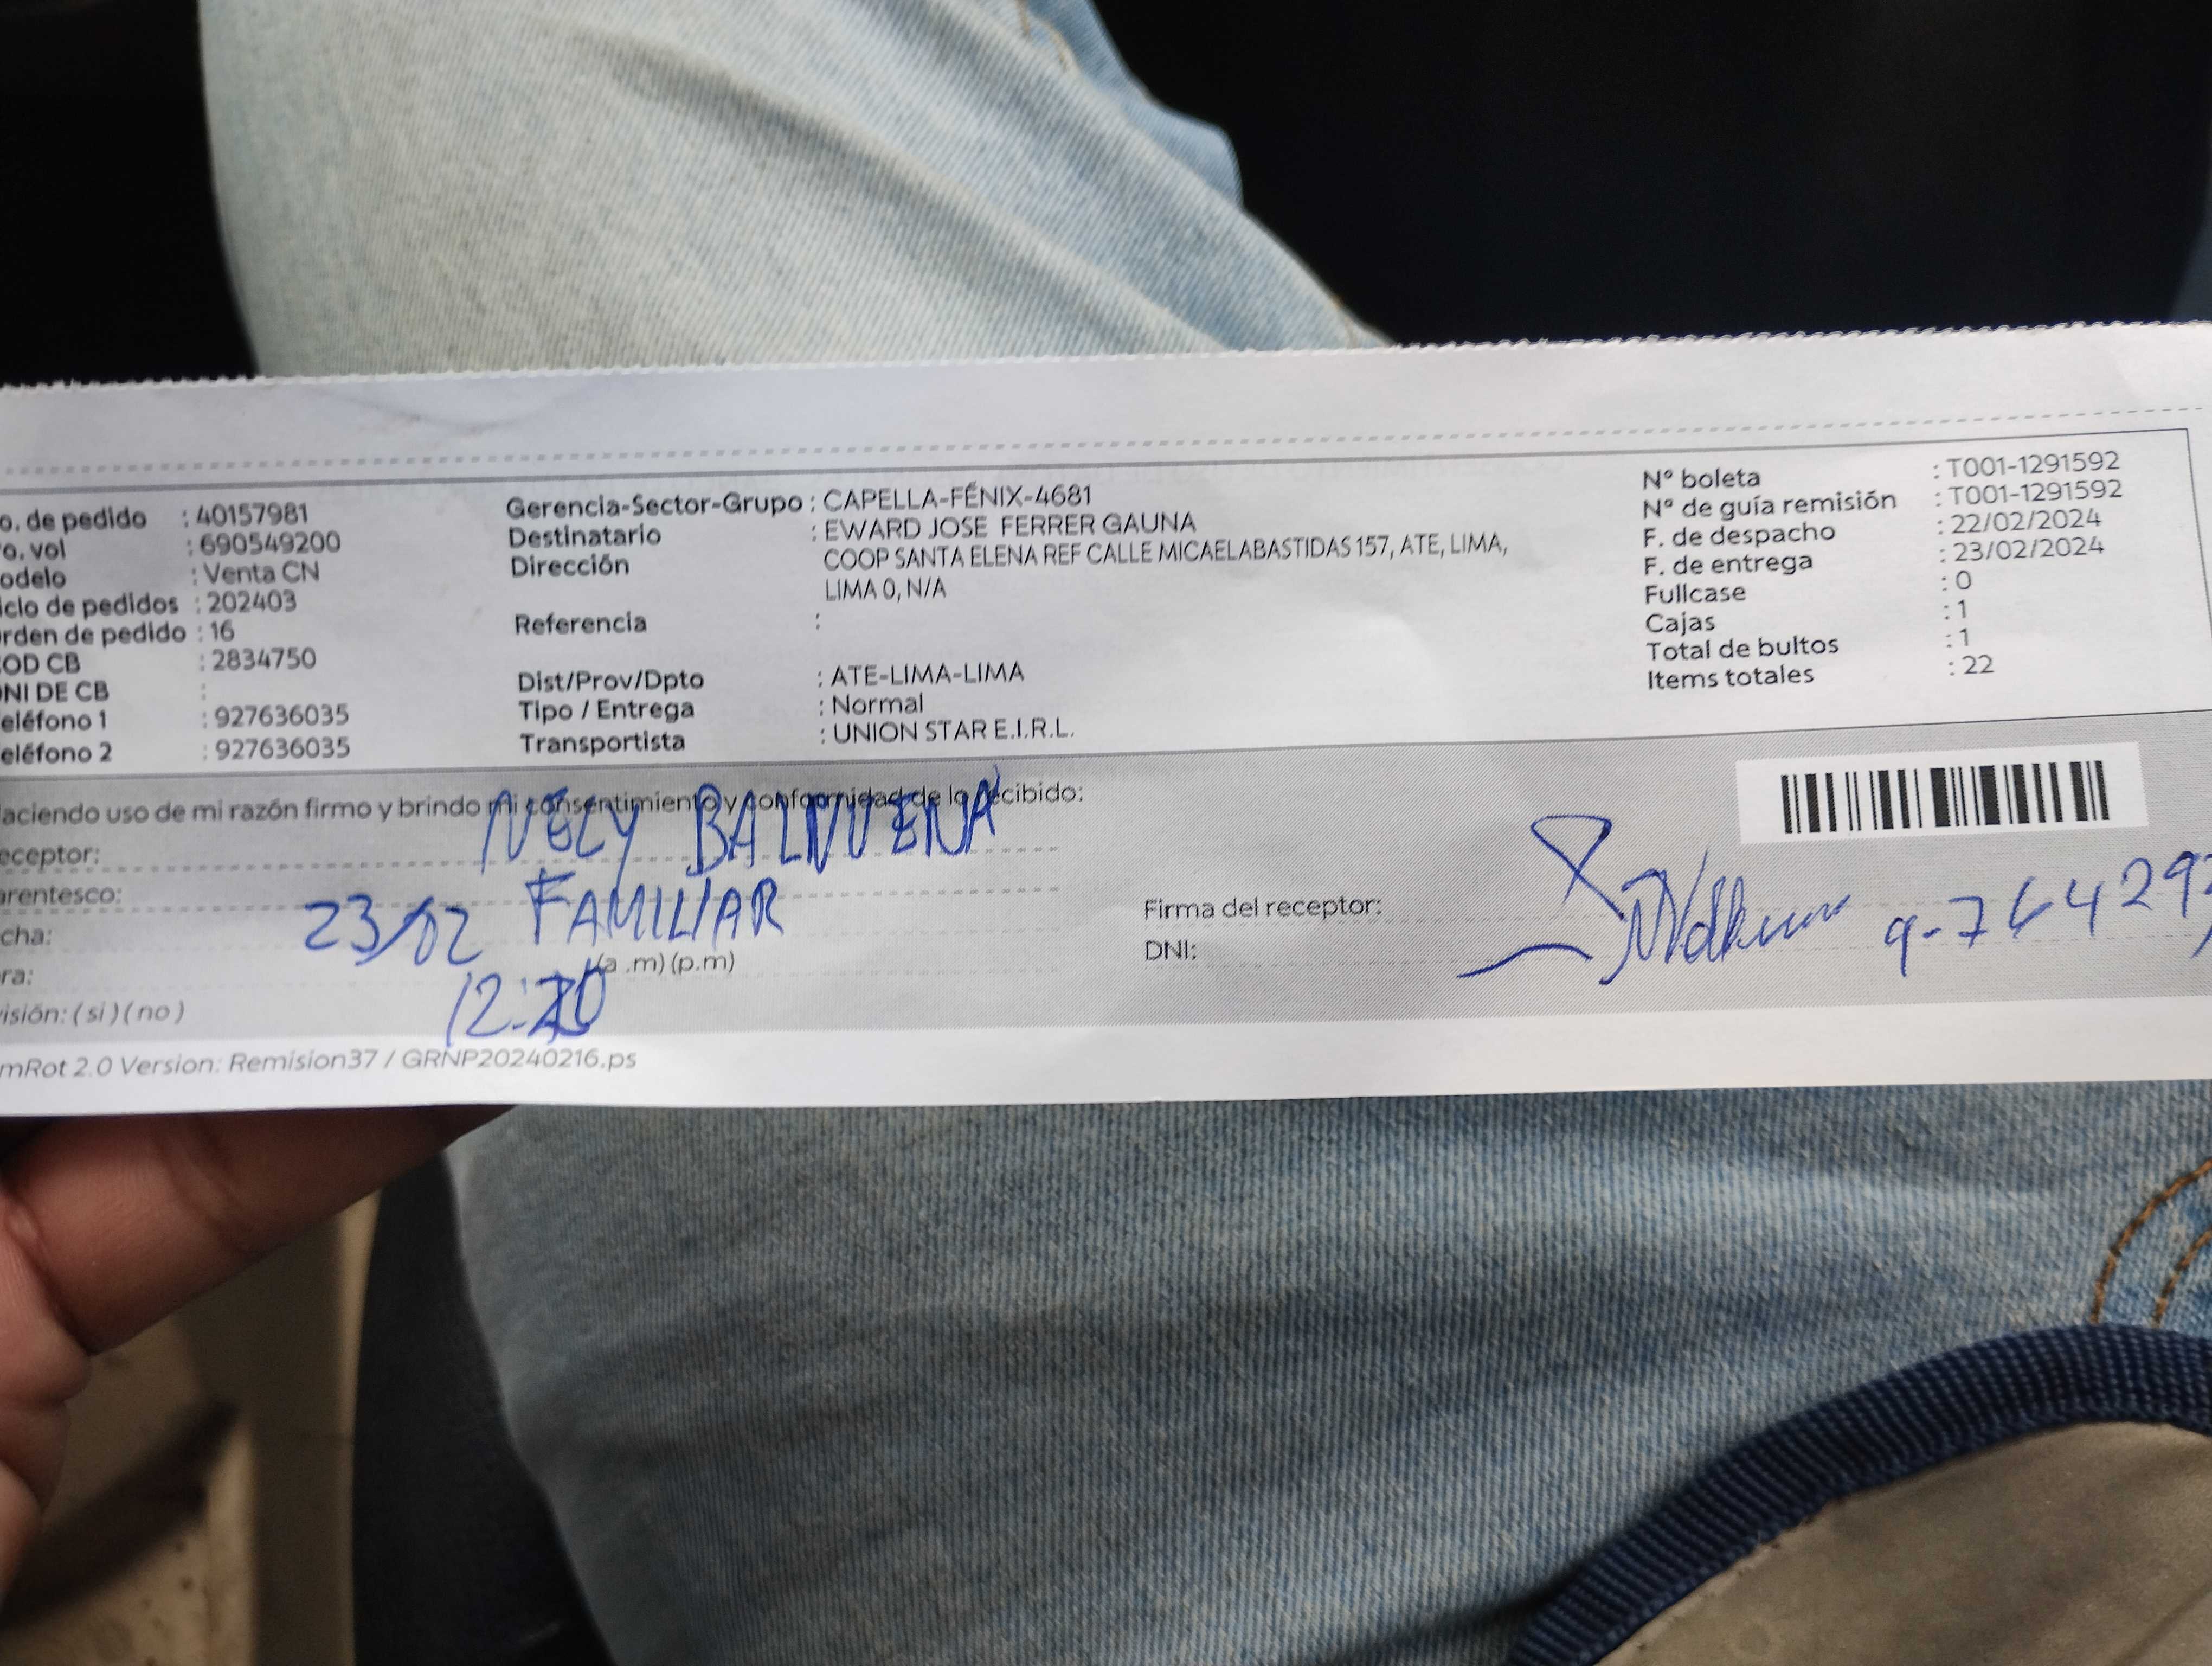 o. de pedido : 40157981
o. vol : 690549200
odelo : Venta CN
iclo de pedidos : 202403
rden de pedido : 16
OD CB : 2834750
NI DE CB :
eléfono 1 : 927636035
eléfono 2 : 927636035
Gerencia-Sector-Grupo : CAPELLA-FÉNIX-4681
Destinatario : EWARD JOSE FERRER GAUNA
Dirección COOP SANTA ELENA REF CALLE MICAELABASTIDAS 157, ATE, LIMA,
LIMA 0, N/A
Referencia :
Dist/Prov/Dpto : ATE-LIMA-LIMA
Tipo / Entrega : Normal
Transportista : UNION STAR E.I.R.L.
N° boleta : T001-1291592
N° de guía remisión : T001-1291592
F. de despacho : 22/02/2024
F. de entrega : 23/02/2024
Fullcase : 0
Cajas : 1
Total de bultos : 1
Items totales : 22
aciendo uso de mi razón firmo y brindo mi consentimiento y conformidad de lo recibido:
eceptor: NELY
arentesco: FAMILIAR
cha: 23/02
ra: (a .m) (p.m)
isión: ( si ) ( no )
Firma del receptor:
DNI:
mRot 2.0 Version: Remision37 / GRNP20240216.ps